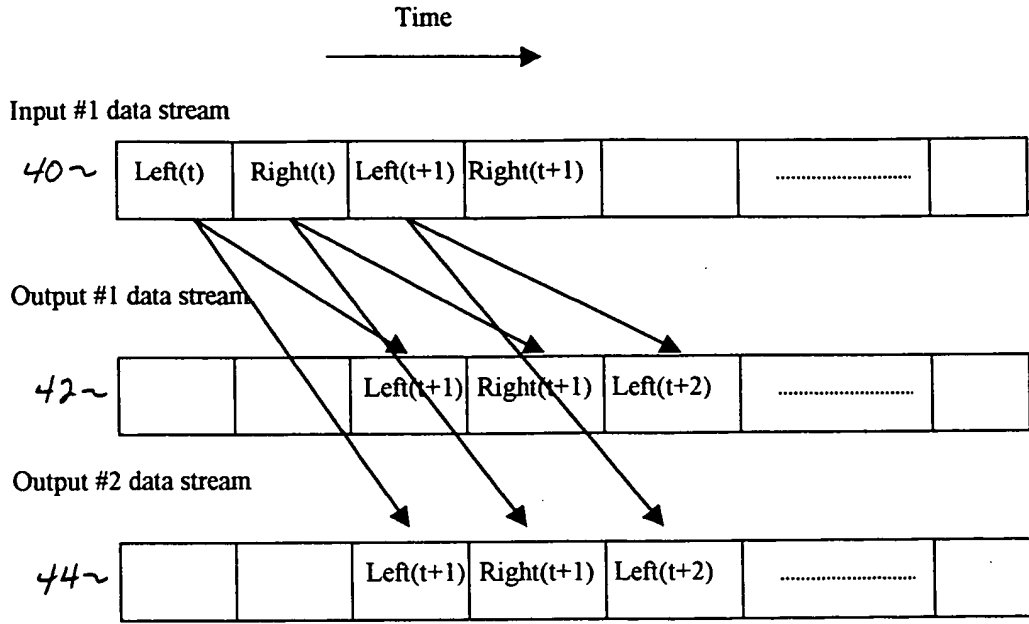 Time
Input #1 data stream
40~ Left(t) Right(t) Left(t+1) Right(t+1) ........................
Output #1 data stream
42~ Left(t+1) Right(t+1) Left(t+2) ........................
Output #2 data stream
44~ Left(t+1) Right(t+1) Left(t+2) ........................